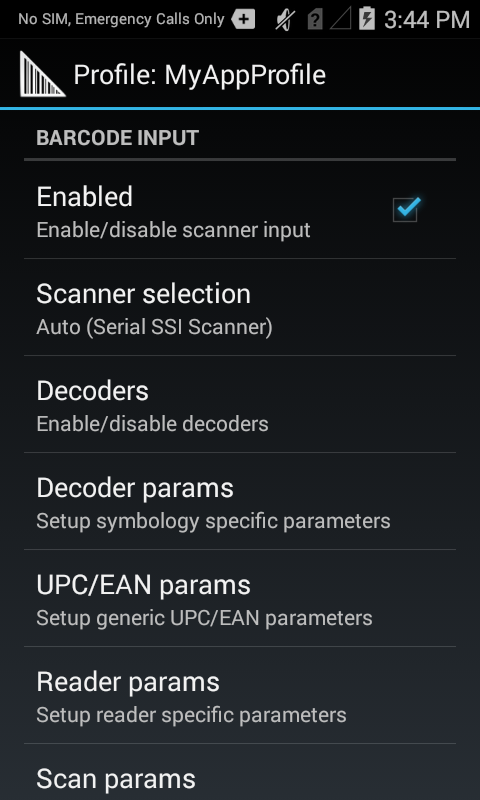 No SIM, Emergency Calls Only 3:44 PM
Profile: MyAppProfile
BARCODE INPUT
Enabled
Enable/disable scanner input
Scanner selection
Auto (Serial SSI Scanner)
Decoders
Enable/disable decoders
Decoder params
Setup symbology specific parameters
UPC/EAN params
Setup generic UPC/EAN parameters
Reader params
Setup reader specific parameters
Scan params